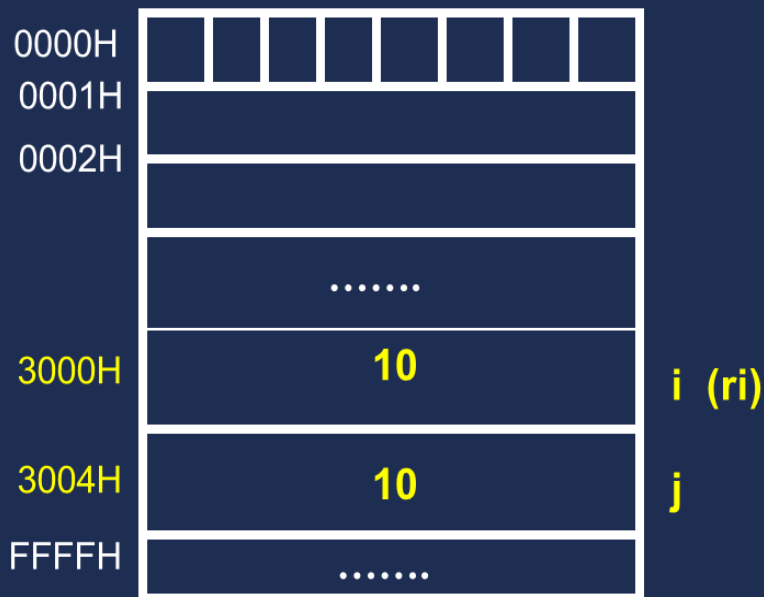 0000H
0001H
0002H
.......
3000H 10 i (ri)
3004H 10 j
FFFFH .......